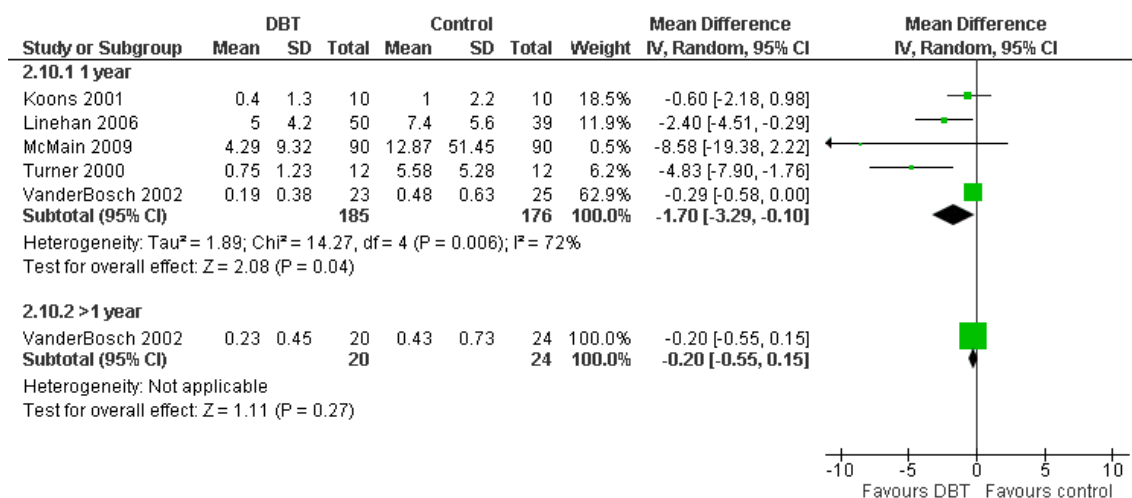 DBT Control Mean Difference Mean Difference
Study or Subgroup Mean SD Total Mean SD Total Weight IV, Random, 95% CI IV, Random, 95% CI
2.10.1 1 year
Koons 2001 0.4 1.3 10 1 2.2 10 18.5% -0.60 [-2.18, 0.98]
Linehan 2006 5 4.2 50 7.4 5.6 39 11.9% -2.40 [-4.51, -0.29]
McMain 2009 4.29 9.32 90 12.87 51.45 90 0.5% -8.58 [-19.38, 2.22]
Turner 2000 0.75 1.23 12 5.58 5.28 12 6.2% -4.83 [-7.90, -1.76]
VanderBosch 2002 0.19 0.38 23 0.48 0.63 25 62.9% -0.29 [-0.58, 0.00]
Subtotal (95% CI) 185 176 100.0% -1.70 [-3.29, -0.10]
Heterogeneity: Tau² = 1.89; Chi² = 14.27, df = 4 (P = 0.006); I² = 72%
Test for overall effect: Z = 2.08 (P = 0.04)
2.10.2 >1 year
VanderBosch 2002 0.23 0.45 20 0.43 0.73 24 100.0% -0.20 [-0.55, 0.15]
Subtotal (95% CI) 20 24 100.0% -0.20 [-0.55, 0.15]
Heterogeneity: Not applicable
Test for overall effect: Z = 1.11 (P = 0.27)
-10 -5 0 5 10
Favours DBT Favours control